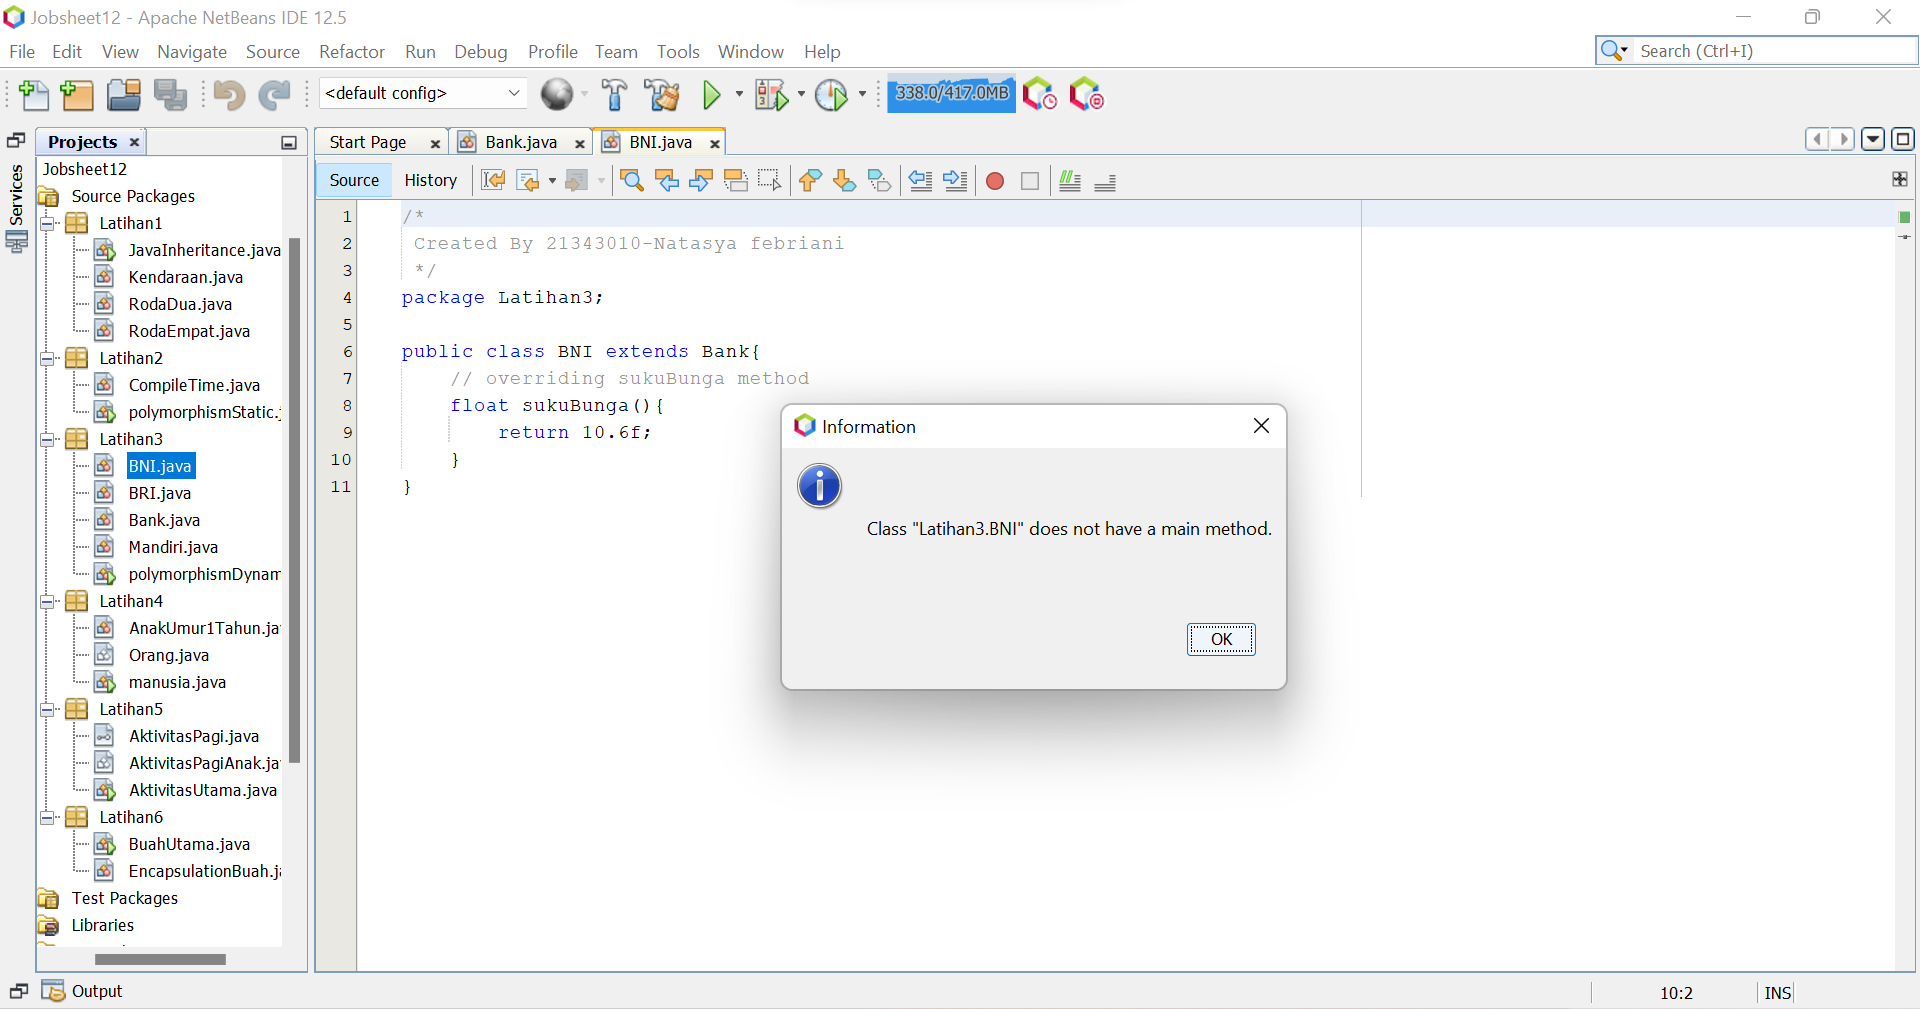 Jobsheet12 - Apache NetBeans IDE 12.5
File Edit View Navigate Source Refactor Run Debug Profile Team Tools Window Help
Search (Ctrl+I)
<default config>
338.0/417.0MB
Services
Projects
Start Page
Bank.java
BNI.java
Source
History
Jobsheet12
Source Packages
Latihan1
JavaInheritance.java
Kendaraan.java
RodaDua.java
RodaEmpat.java
Latihan2
CompileTime.java
polymorphismStatic.j
Latihan3
BNI.java
BRI.java
Bank.java
Mandiri.java
polymorphismDynam
Latihan4
AnakUmur1Tahun.ja
Orang.java
manusia.java
Latihan5
AktivitasPagi.java
AktivitasPagiAnak.ja
AktivitasUtama.java
Latihan6
BuahUtama.java
EncapsulationBuah.ja
Test Packages
Libraries
1 /*
2 Created By 21343010-Natasya febriani
3 */
4 package Latihan3;
5
6 public class BNI extends Bank{
7 // overriding sukuBunga method
8 float sukuBunga(){
9 return 10.6f;
10 }
11 }
Information
Class "Latihan3.BNI" does not have a main method.
OK
Output
10:2
INS